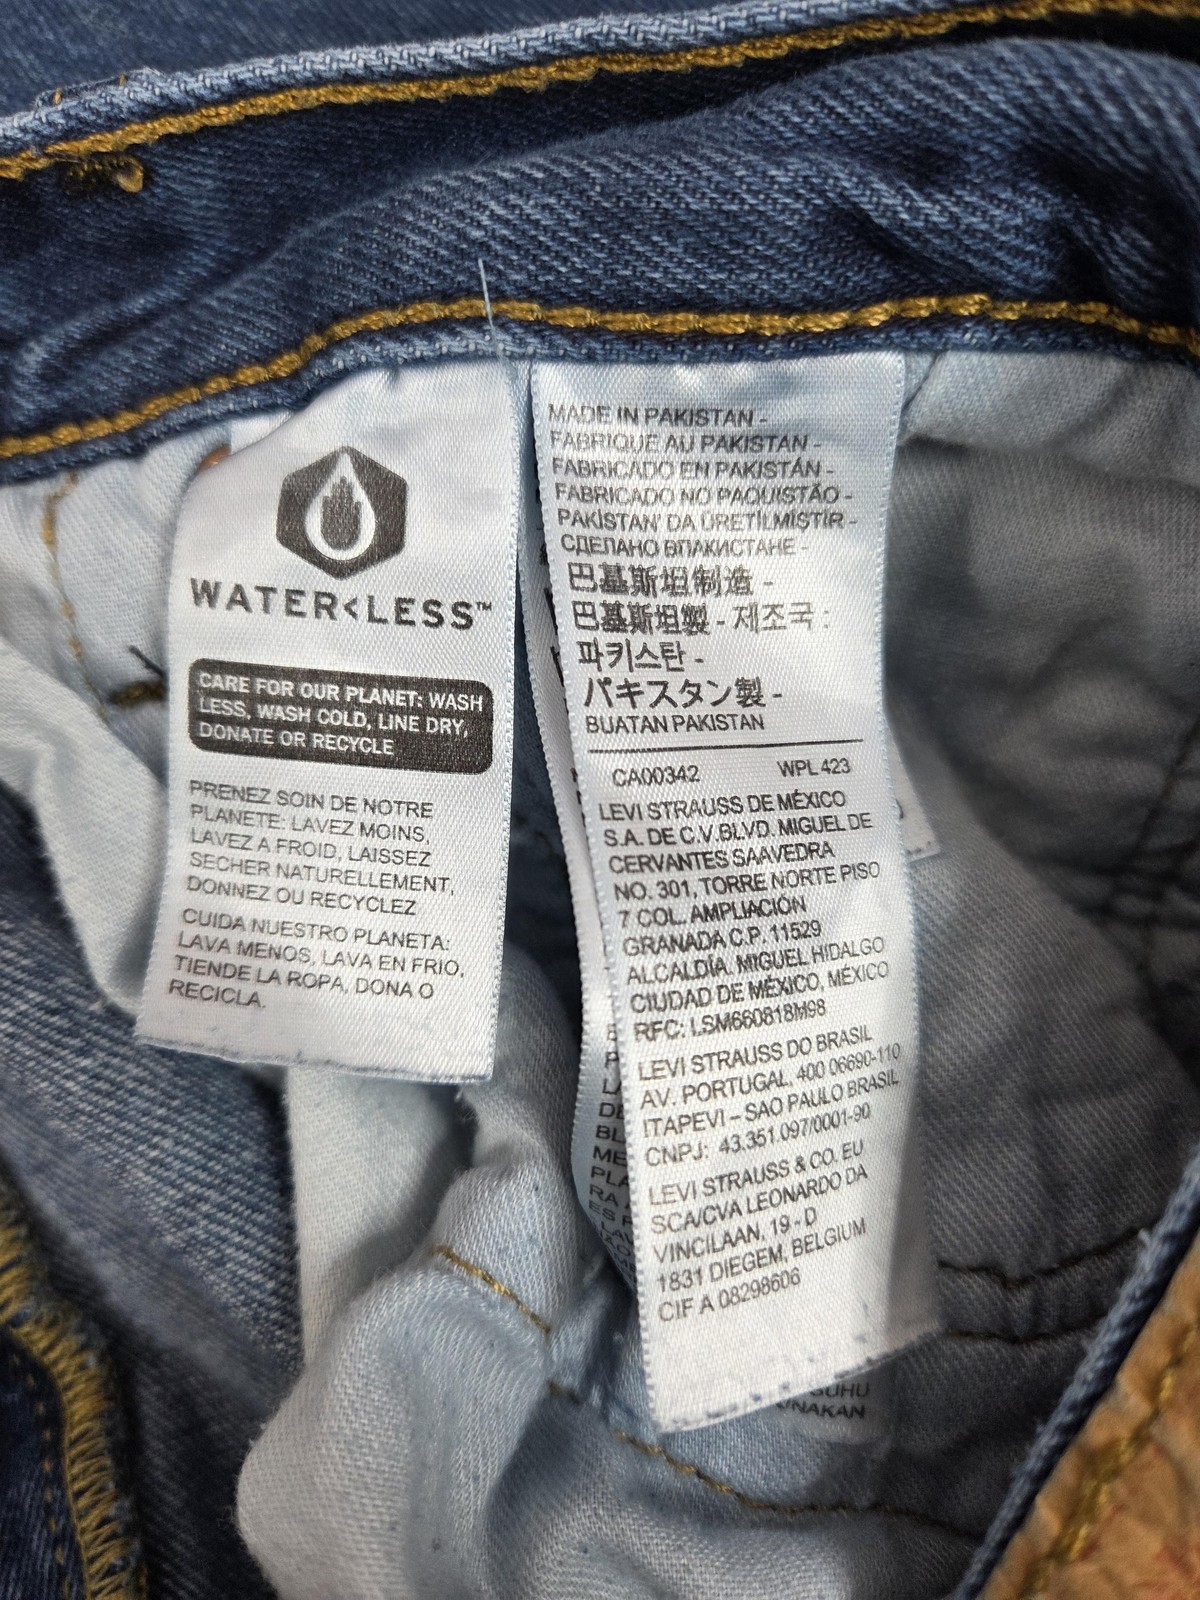 WATER<LESS™
CARE FOR OUR PLANET: WASH
LESS, WASH COLD, LINE DRY,
DONATE OR RECYCLE
PRENEZ SOIN DE NOTRE
PLANETE: LAVEZ MOINS,
LAVEZ A FROID, LAISSEZ
SECHER NATURELLEMENT,
DONNEZ OU RECYCLEZ
CUIDA NUESTRO PLANETA:
LAVA MENOS, LAVA EN FRIO,
TIENDE LA ROPA, DONA O
RECICLA.
MADE IN PAKISTAN -
FABRIQUE AU PAKISTAN -
FABRICADO EN PAKISTÁN -
FABRICADO NO PAQUISTÃO -
PAKİSTAN' DA ÜRETİLMİŞTİR -
СДЕЛАНО ВПАКИСТАНЕ -
巴基斯坦制造 -
巴基斯坦製 - 제조국 :
파키스탄 -
パキスタン製 -
BUATAN PAKISTAN
CA00342 WPL 423
LEVI STRAUSS DE MÉXICO
S.A. DE C.V.BLVD. MIGUEL DE
CERVANTES SAAVEDRA
NO. 301, TORRE NORTE PISO
7 COL. AMPLIACIÓN
GRANADA C.P. 11529
ALCALDÍA. MIGUEL HIDALGO
CIUDAD DE MÉXICO, MÉXICO
RFC: LSM660818H98
LEVI STRAUSS DO BRASIL
AV. PORTUGAL, 400 06690-110
ITAPEVI – SAO PAULO BRASIL
CNPJ: 43.351.097/0001-90
LEVI STRAUSS & CO. EU
SCA/CVA LEONARDO DA
VINCILAAN, 19 - D
1831 DIEGEM, BELGIUM
CIF A 08298606